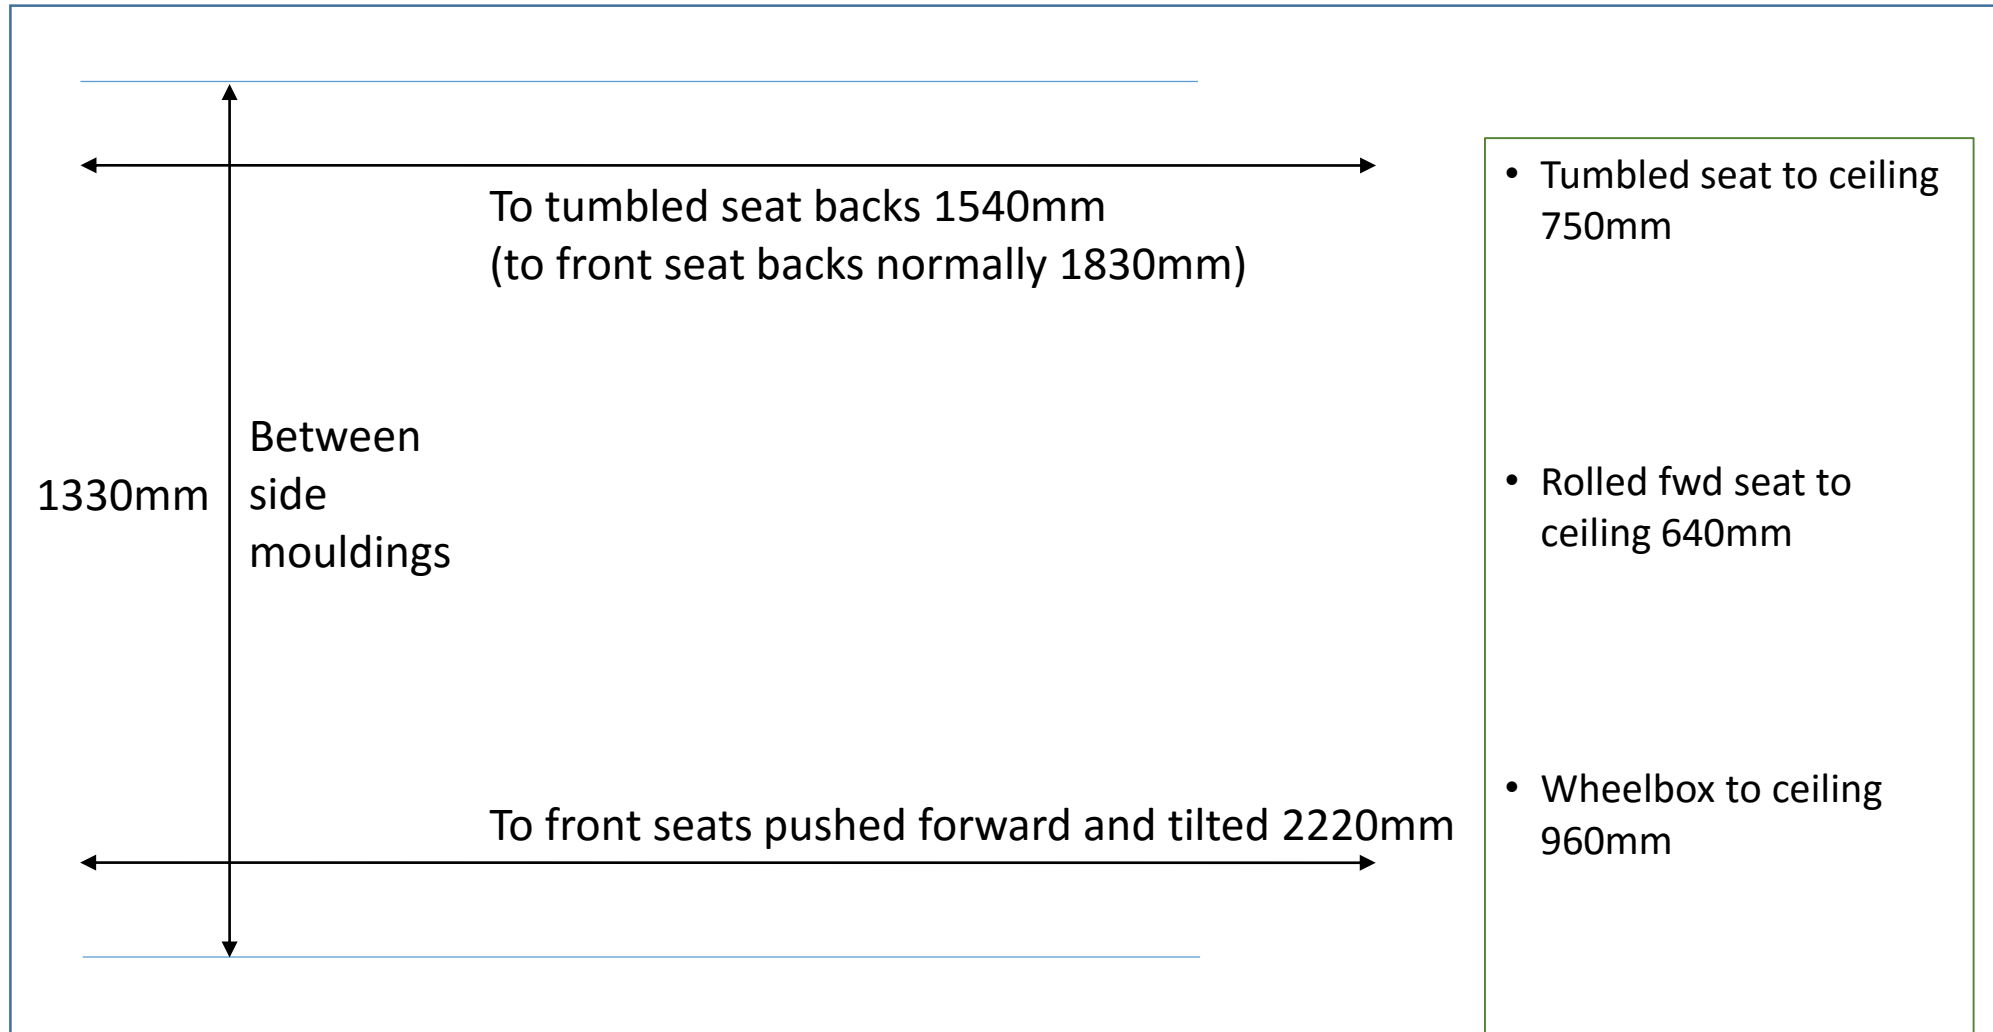 To tumbled seat backs 1540mm
(to front seat backs normally 1830mm)
1330mm
Between
side
mouldings
To front seats pushed forward and tilted 2220mm
• Tumbled seat to ceiling
750mm
• Rolled fwd seat to
ceiling 640mm
• Wheelbox to ceiling
960mm